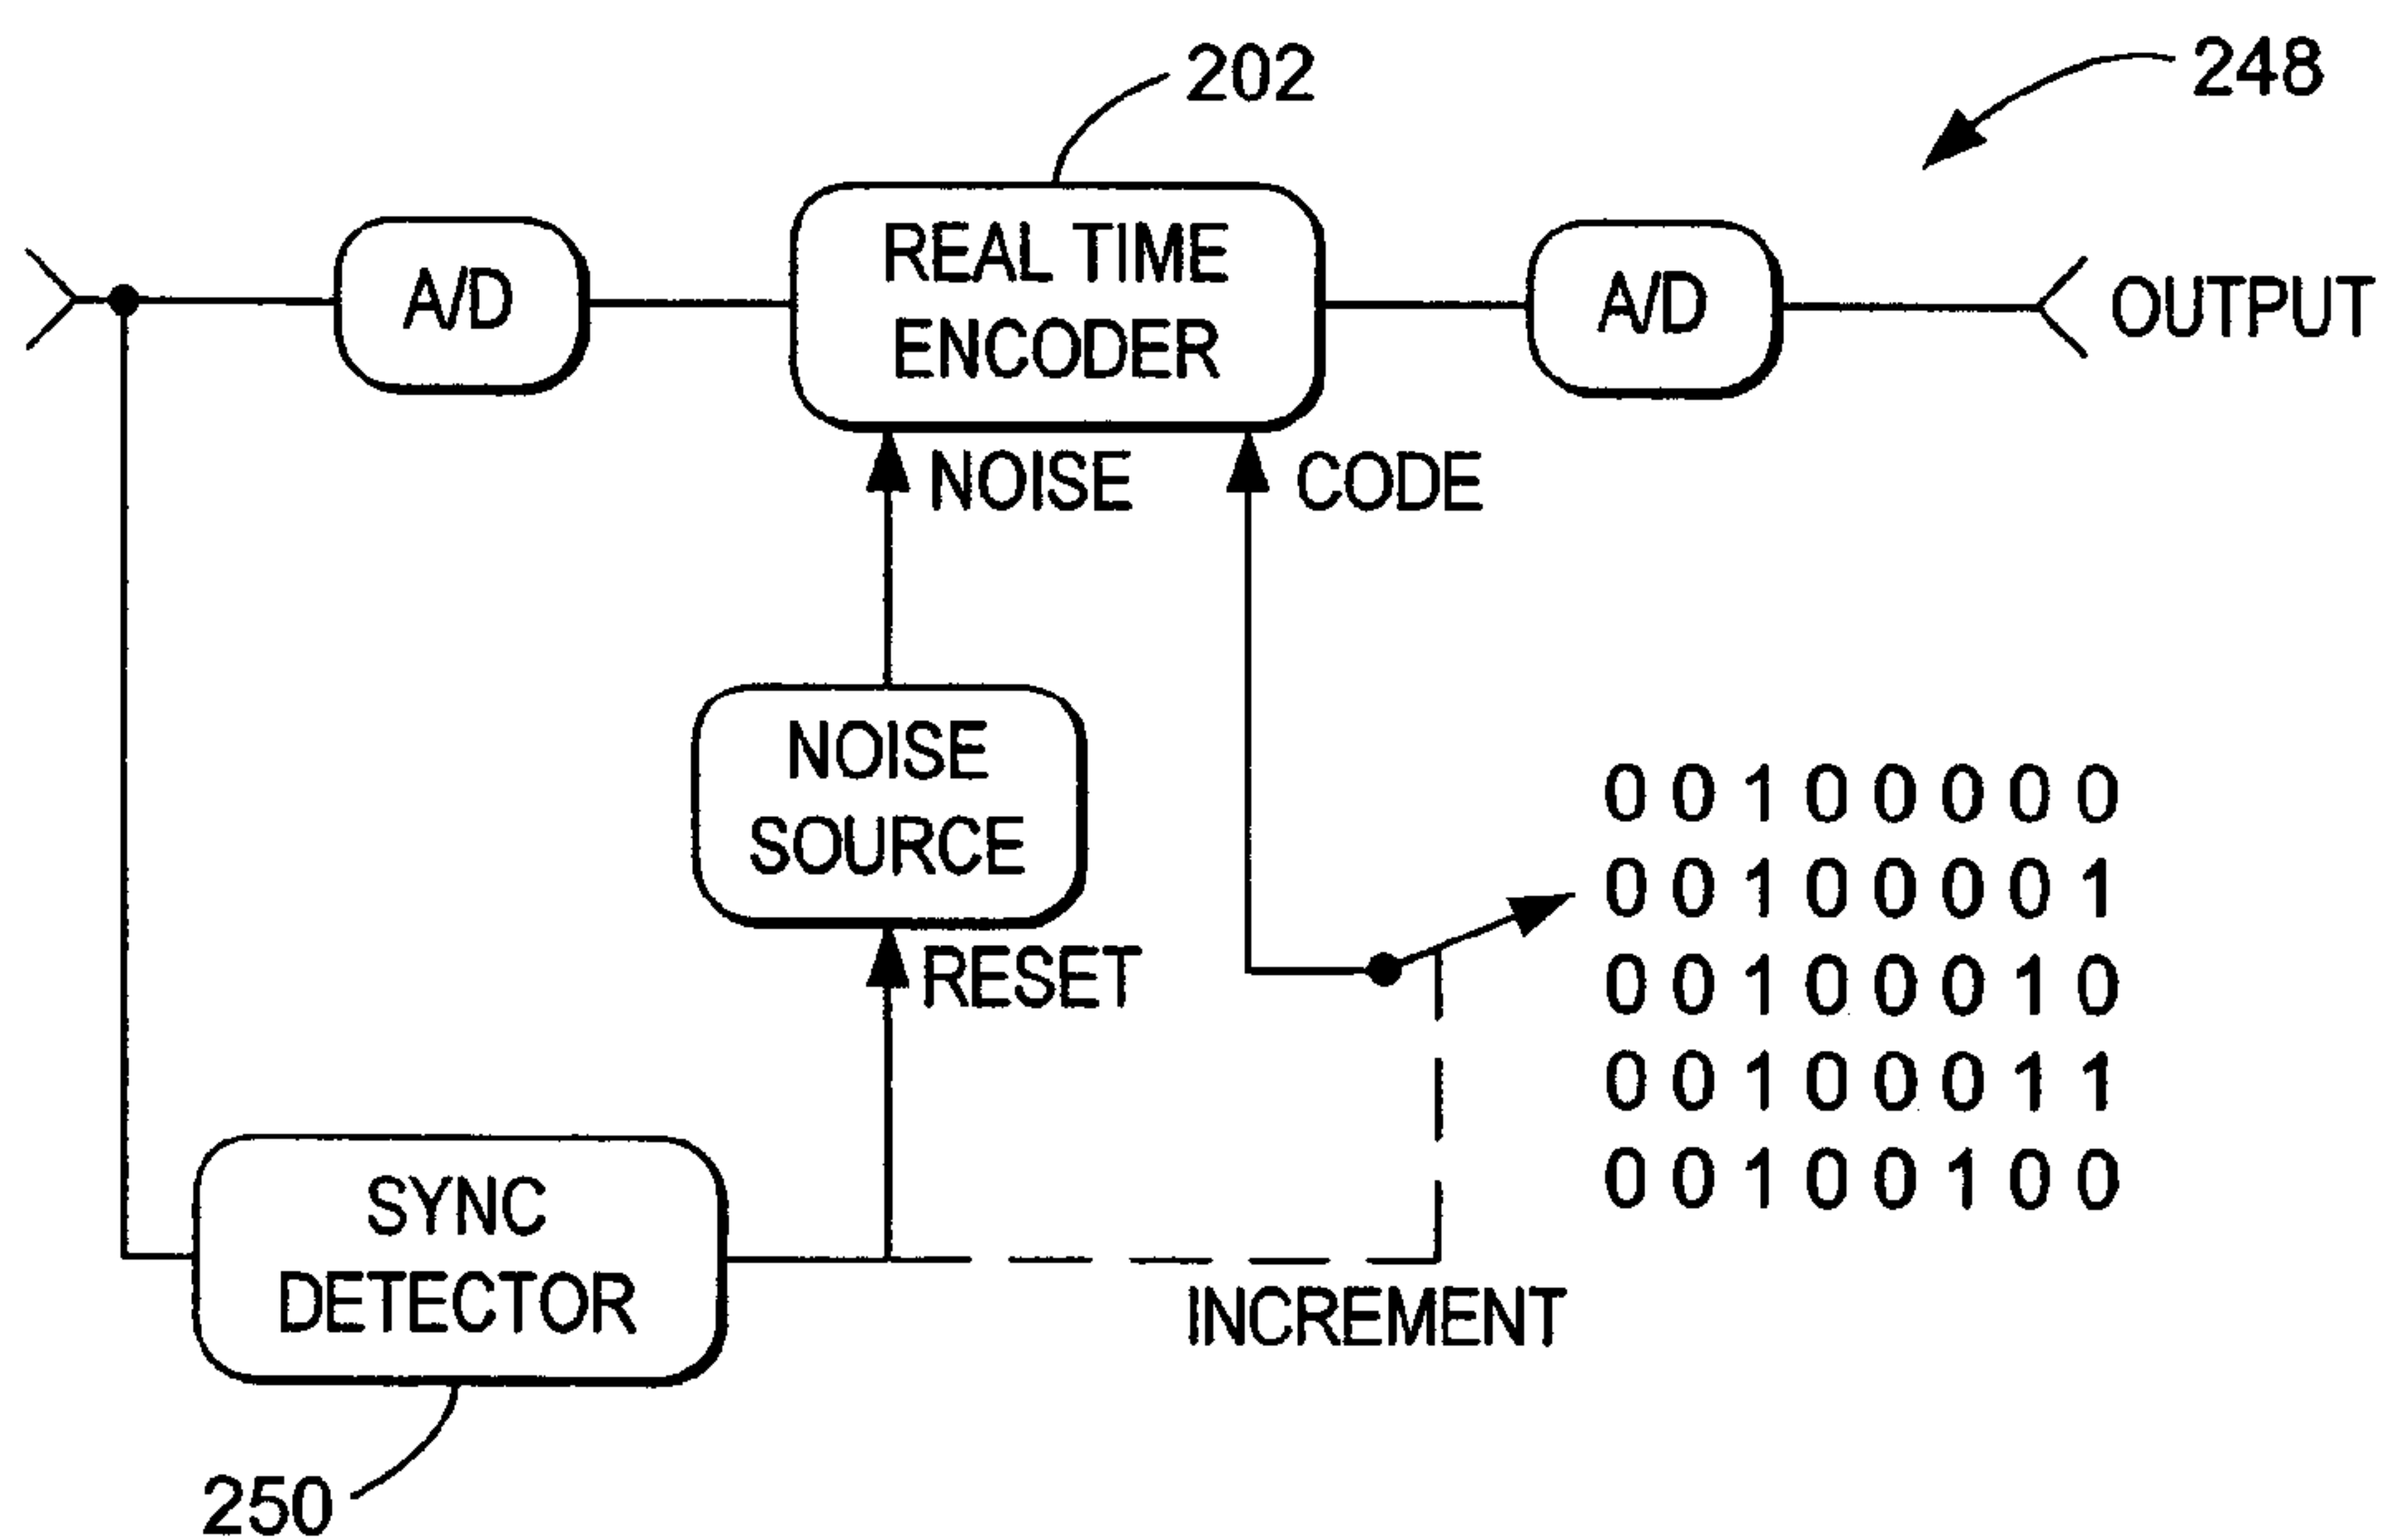 202
248
A/D
REAL TIME
ENCODER
A/D
OUTPUT
NOISE
CODE
NOISE
SOURCE
RESET
0 0 1 0 0 0 0 0
0 0 1 0 0 0 0 1
0 0 1 0 0 0 1 0
0 0 1 0 0 0 1 1
0 0 1 0 0 1 0 0
SYNC
DETECTOR
INCREMENT
250